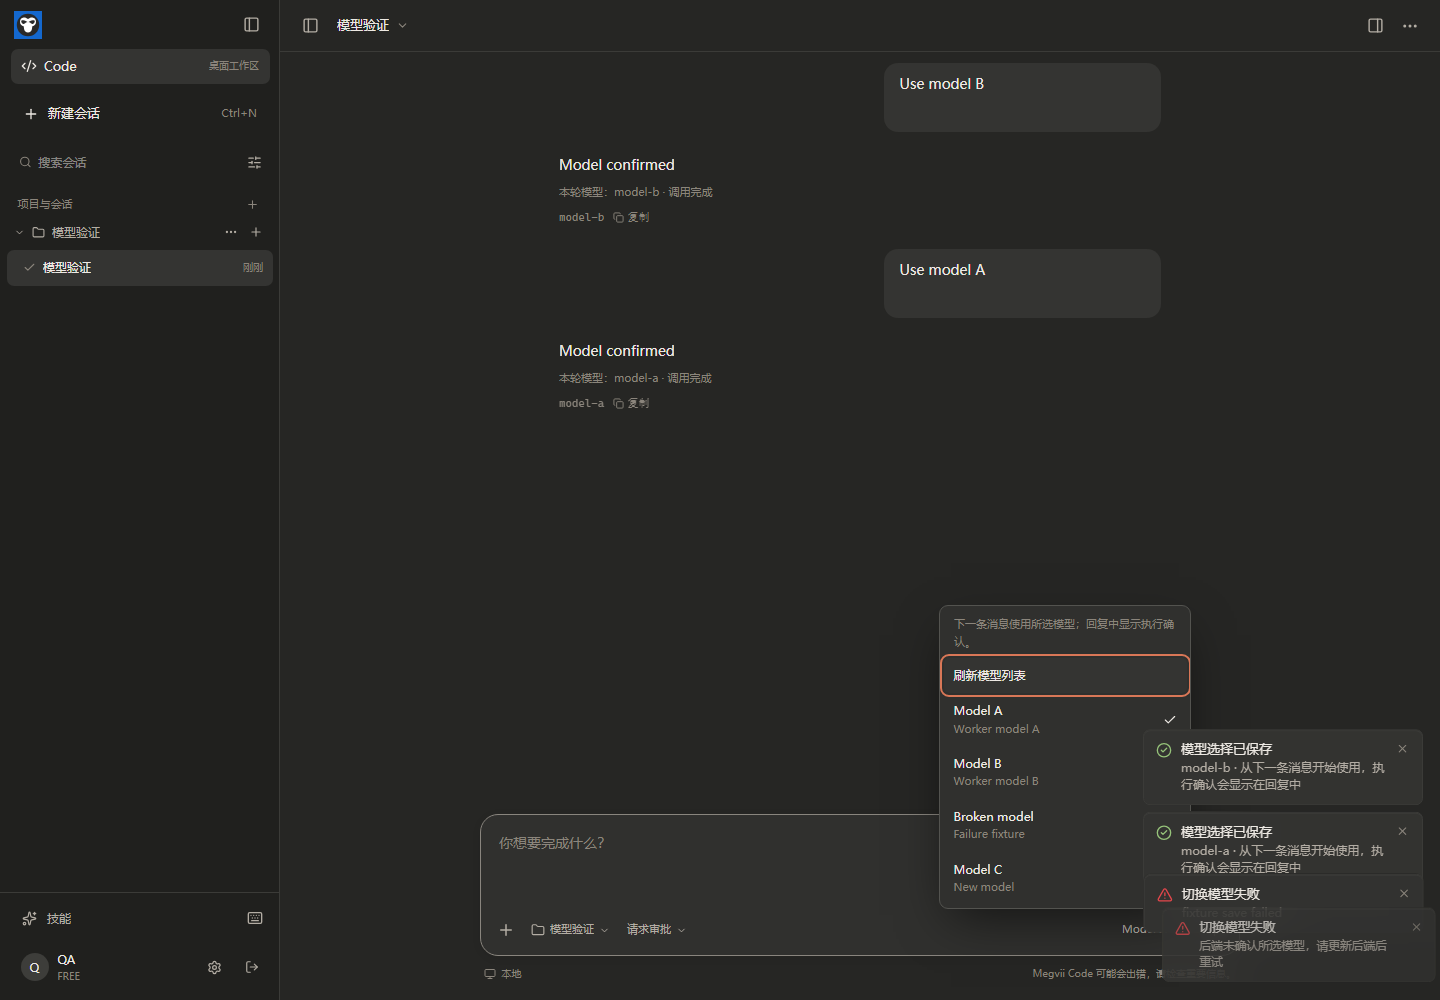 Code 桌面工作区
新建会话 Ctrl+N
搜索会话
项目与会话
模型验证
模型验证 刚刚
技能
Q
QA
FREE
模型验证
Use model B
Model confirmed
本轮模型：model-b · 调用完成
model-b 复制
Use model A
Model confirmed
本轮模型：model-a · 调用完成
model-a 复制
下一条消息使用所选模型；回复中显示执行确
认。
刷新模型列表
Model A
Worker model A
Model B
Worker model B
Broken model
Failure fixture
Model C
New model
你想要完成什么？
模型验证 请求审批
本地
Megvii Code 可能会出错，
模型选择已保存
model-b · 从下一条消息开始使用，执
行确认会显示在回复中
模型选择已保存
model-a · 从下一条消息开始使用，执
行确认会显示在回复中
切换模型失败
fixture save failed
切换模型失败
后端未确认所选模型，请更新后端后
重试